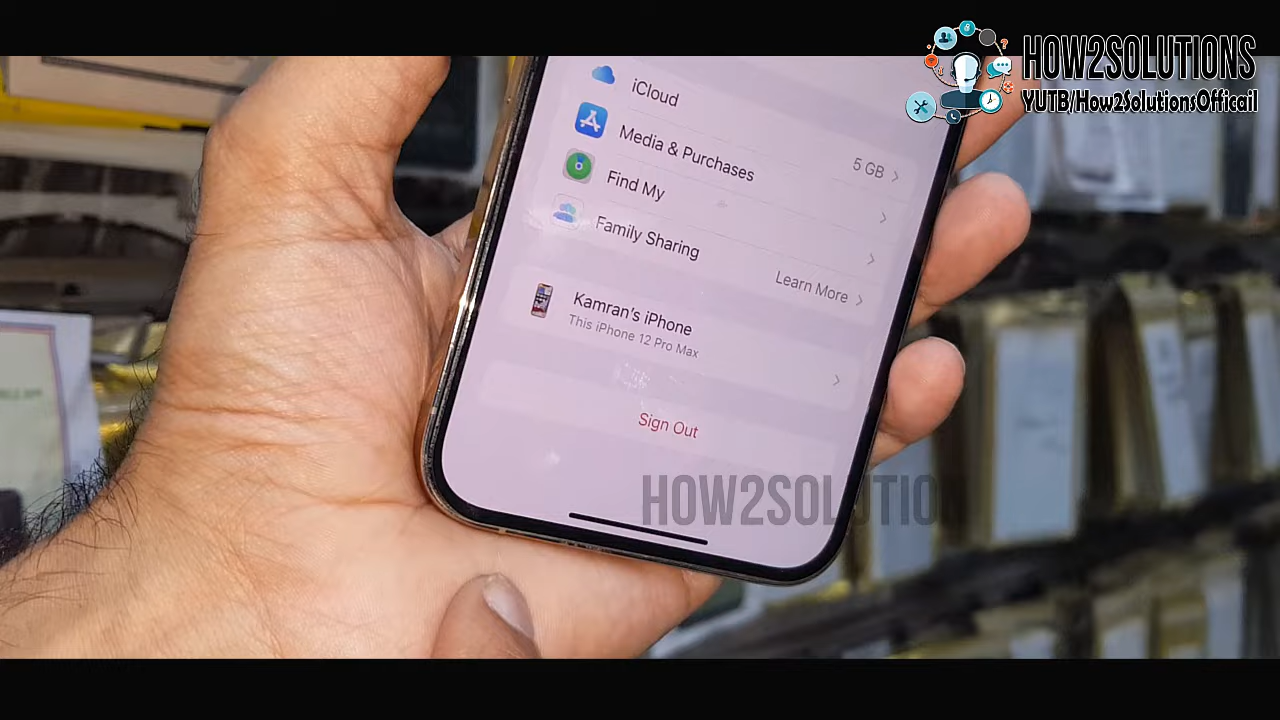 HOW2SOLUTIONS
YUTB/How2SolutionsOfficail
iCloud
5 GB
Media & Purchases
Find My
Family Sharing
Learn More
Kamran's iPhone
This iPhone 12 Pro Max
Sign Out
HOW2SOLUTION